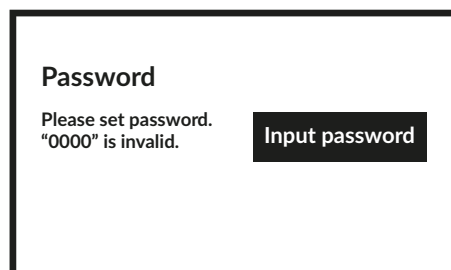 Password
Please set password.
“0000” is invalid.
Input password